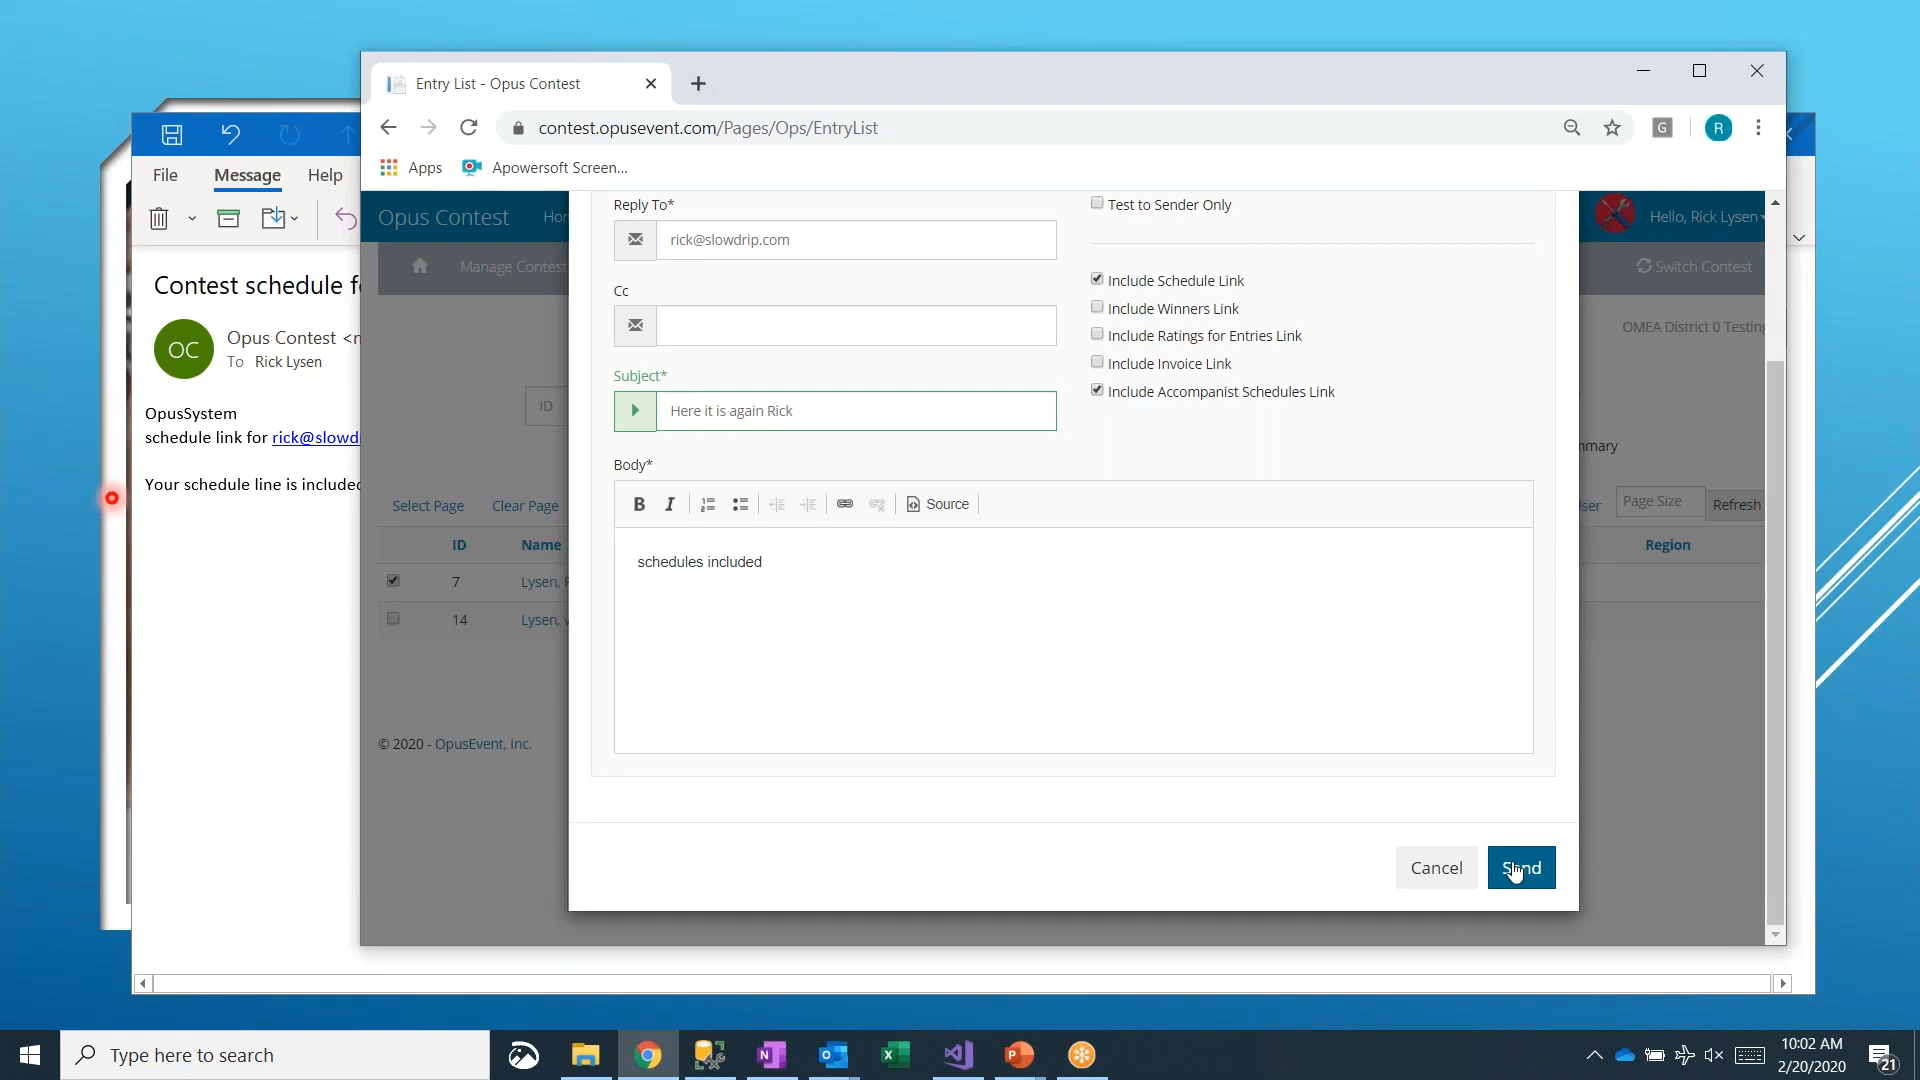 Entry List - Opus Contest
contest.opusevent.com/Pages/Ops/EntryList
G
R
Apps
Apowersoft Screen...
File
Message
Help
Contest schedule f
OC
Opus Contest <n
To Rick Lysen
OpusSystem
schedule link for rick@slowd
Your schedule line is included
Opus Contest
Hello, Rick Lysen
Manage Contest
Switch Contest
OMEA District 0 Testing
ID
mmary
Select Page
Clear Page
ser
Page Size
Refresh
ID
Name
Region
7
Lysen,
14
Lysen,
© 2020 - OpusEvent, Inc.
Reply To*
rick@slowdrip.com
Cc
Subject*
Here it is again Rick
Test to Sender Only
Include Schedule Link
Include Winners Link
Include Ratings for Entries Link
Include Invoice Link
Include Accompanist Schedules Link
Body*
B
I
Source
schedules included
Cancel
Send
Type here to search
10:02 AM
2/20/2020
21